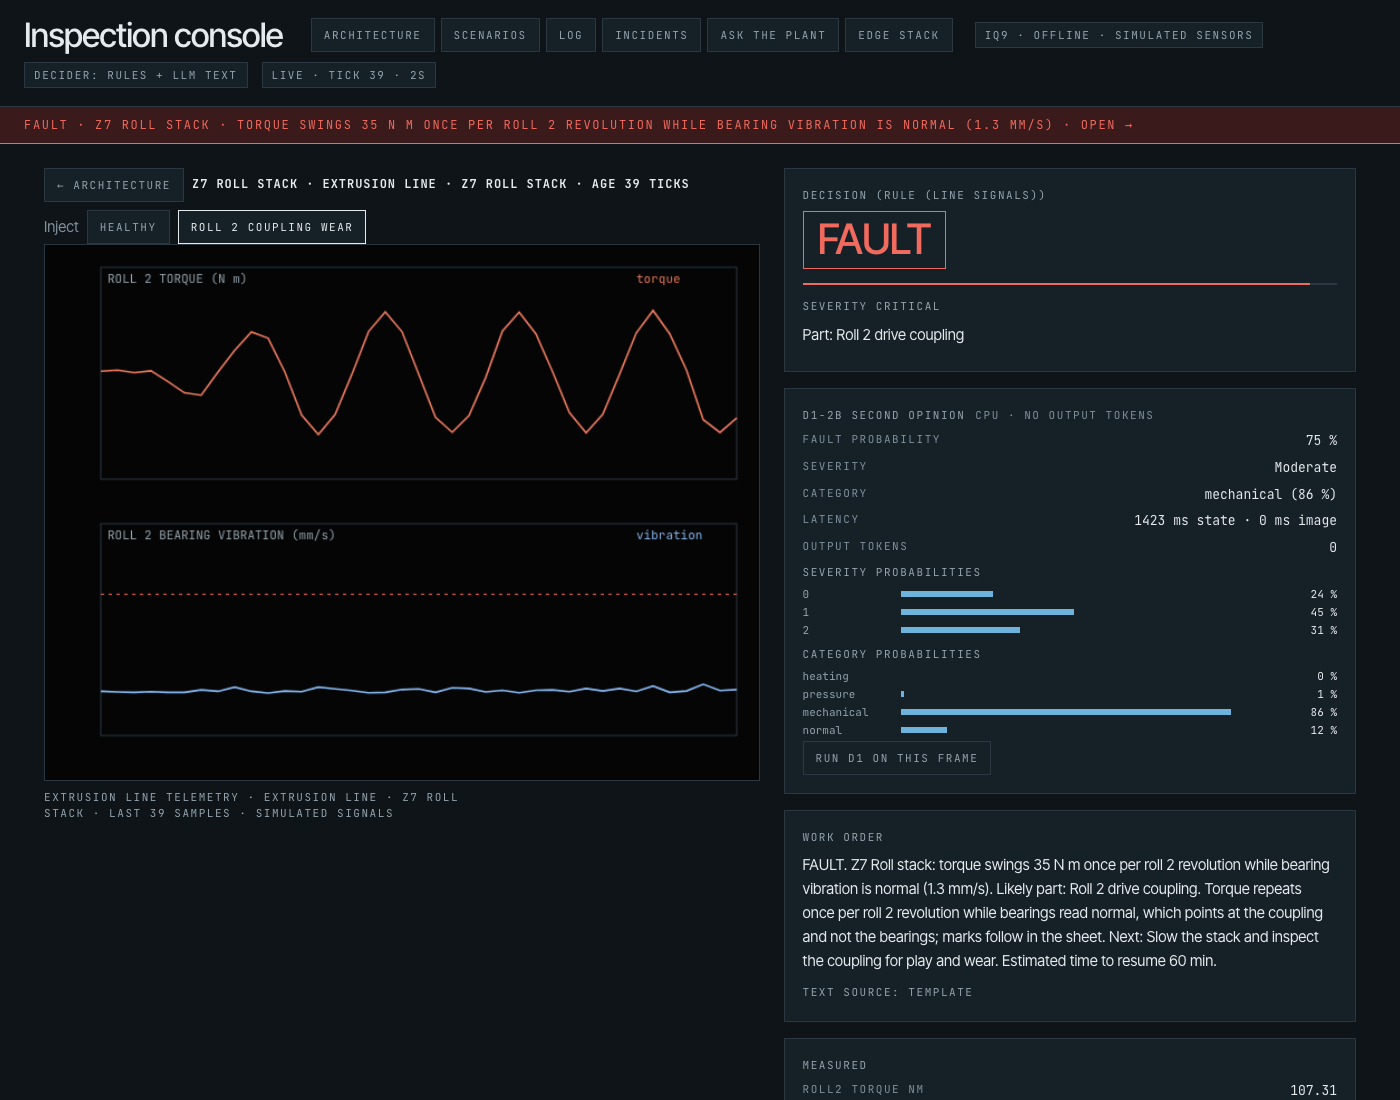 Inspection console
ARCHITECTURE
SCENARIOS
LOG
INCIDENTS
ASK THE PLANT
EDGE STACK
IQ9 · OFFLINE · SIMULATED SENSORS
DECIDER: RULES + LLM TEXT
LIVE · TICK 39 · 2S
FAULT · Z7 ROLL STACK · TORQUE SWINGS 35 N M ONCE PER ROLL 2 REVOLUTION WHILE BEARING VIBRATION IS NORMAL (1.3 MM/S) · OPEN →
← ARCHITECTURE
Z7 ROLL STACK · EXTRUSION LINE · Z7 ROLL STACK · AGE 39 TICKS
Inject
HEALTHY
ROLL 2 COUPLING WEAR
ROLL 2 TORQUE (N m)
torque
ROLL 2 BEARING VIBRATION (mm/s)
vibration
EXTRUSION LINE TELEMETRY · EXTRUSION LINE · Z7 ROLL
STACK · LAST 39 SAMPLES · SIMULATED SIGNALS
DECISION (RULE (LINE SIGNALS))
FAULT
SEVERITY CRITICAL
Part: Roll 2 drive coupling
D1-2B SECOND OPINION CPU · NO OUTPUT TOKENS
FAULT PROBABILITY 75 %
SEVERITY Moderate
CATEGORY mechanical (86 %)
LATENCY 1423 ms state · 0 ms image
OUTPUT TOKENS 0
SEVERITY PROBABILITIES
0 24 %
1 45 %
2 31 %
CATEGORY PROBABILITIES
heating 0 %
pressure 1 %
mechanical 86 %
normal 12 %
RUN D1 ON THIS FRAME
WORK ORDER
FAULT. Z7 Roll stack: torque swings 35 N m once per roll 2 revolution while bearing
vibration is normal (1.3 mm/s). Likely part: Roll 2 drive coupling. Torque repeats
once per roll 2 revolution while bearings read normal, which points at the coupling
and not the bearings; marks follow in the sheet. Next: Slow the stack and inspect
the coupling for play and wear. Estimated time to resume 60 min.
TEXT SOURCE: TEMPLATE
MEASURED
ROLL2 TORQUE NM 107.31